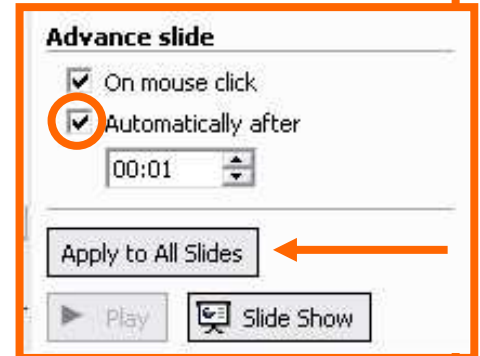 Advance slide
On mouse click
Automatically after
00:01
Apply to All Slides
Play Slide Show